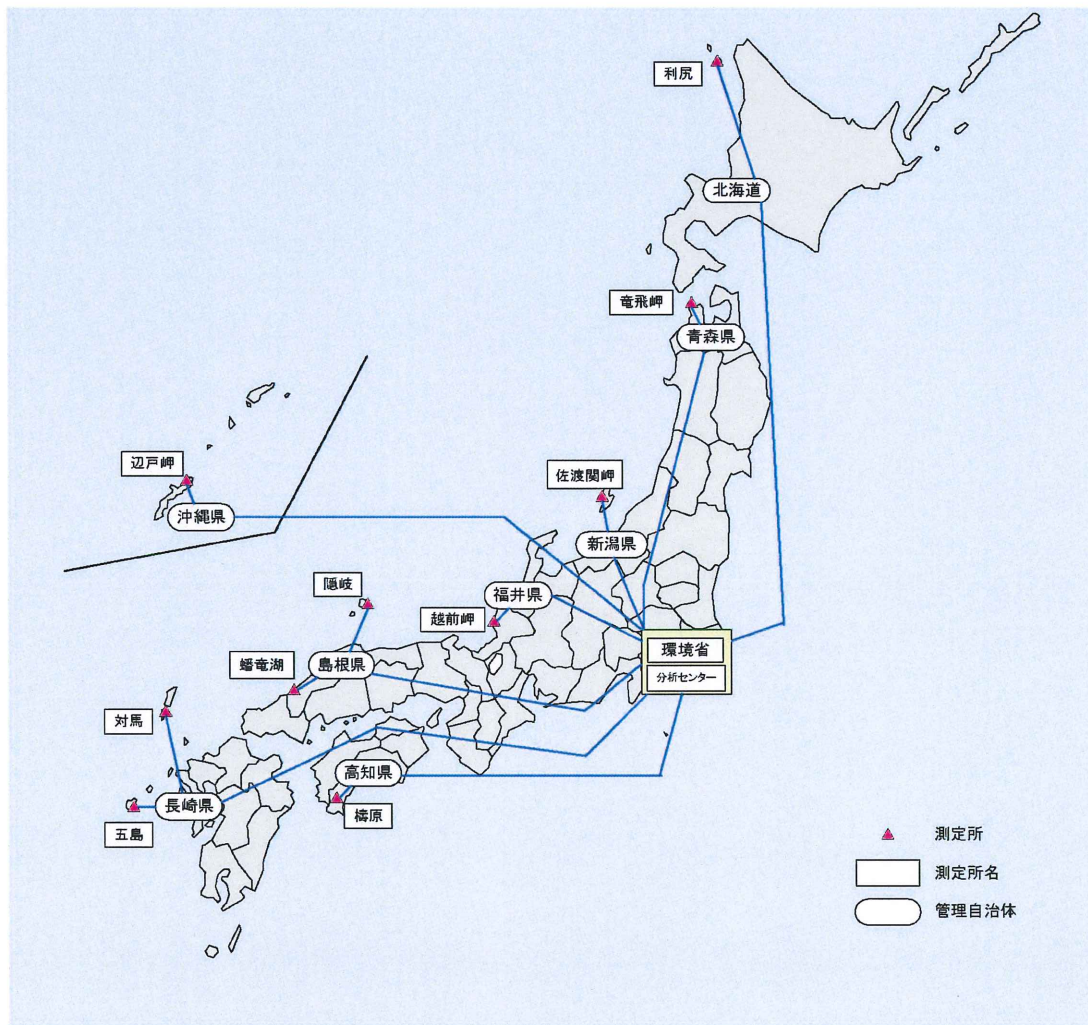 利尻
北海道
竜飛岬
青森県
辺戸岬
沖縄県
佐渡関岬
新潟県
隠岐
福井県
越前岬
環境省
分析センター
蟠竜湖
島根県
対馬
高知県
長崎県
五島
檮原
測定所
測定所名
管理自治体